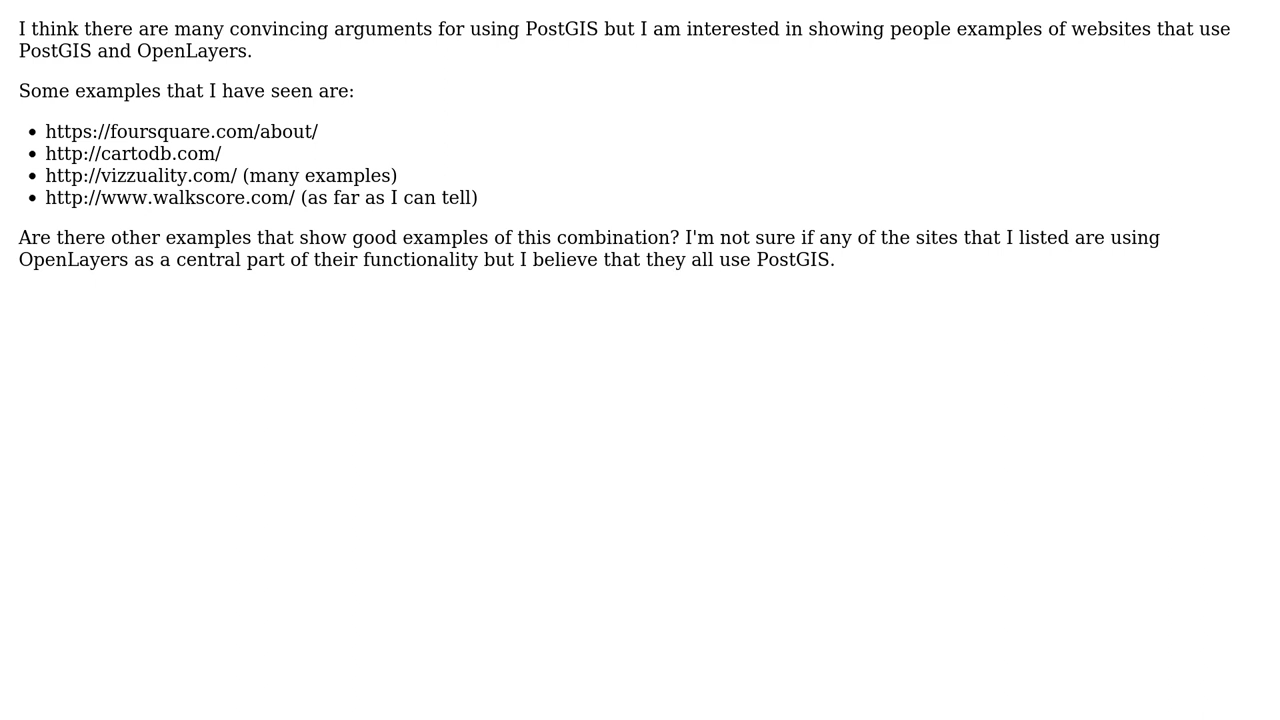 I think there are many convincing arguments for using PostGIS but I am interested in showing people examples of websites that use
PostGIS and OpenLayers.
Some examples that I have seen are:
• https://foursquare.com/about/
• http://cartodb.com/
• http://vizzuality.com/ (many examples)
• http://www.walkscore.com/ (as far as I can tell)
Are there other examples that show good examples of this combination? I'm not sure if any of the sites that I listed are using
OpenLayers as a central part of their functionality but I believe that they all use PostGIS.